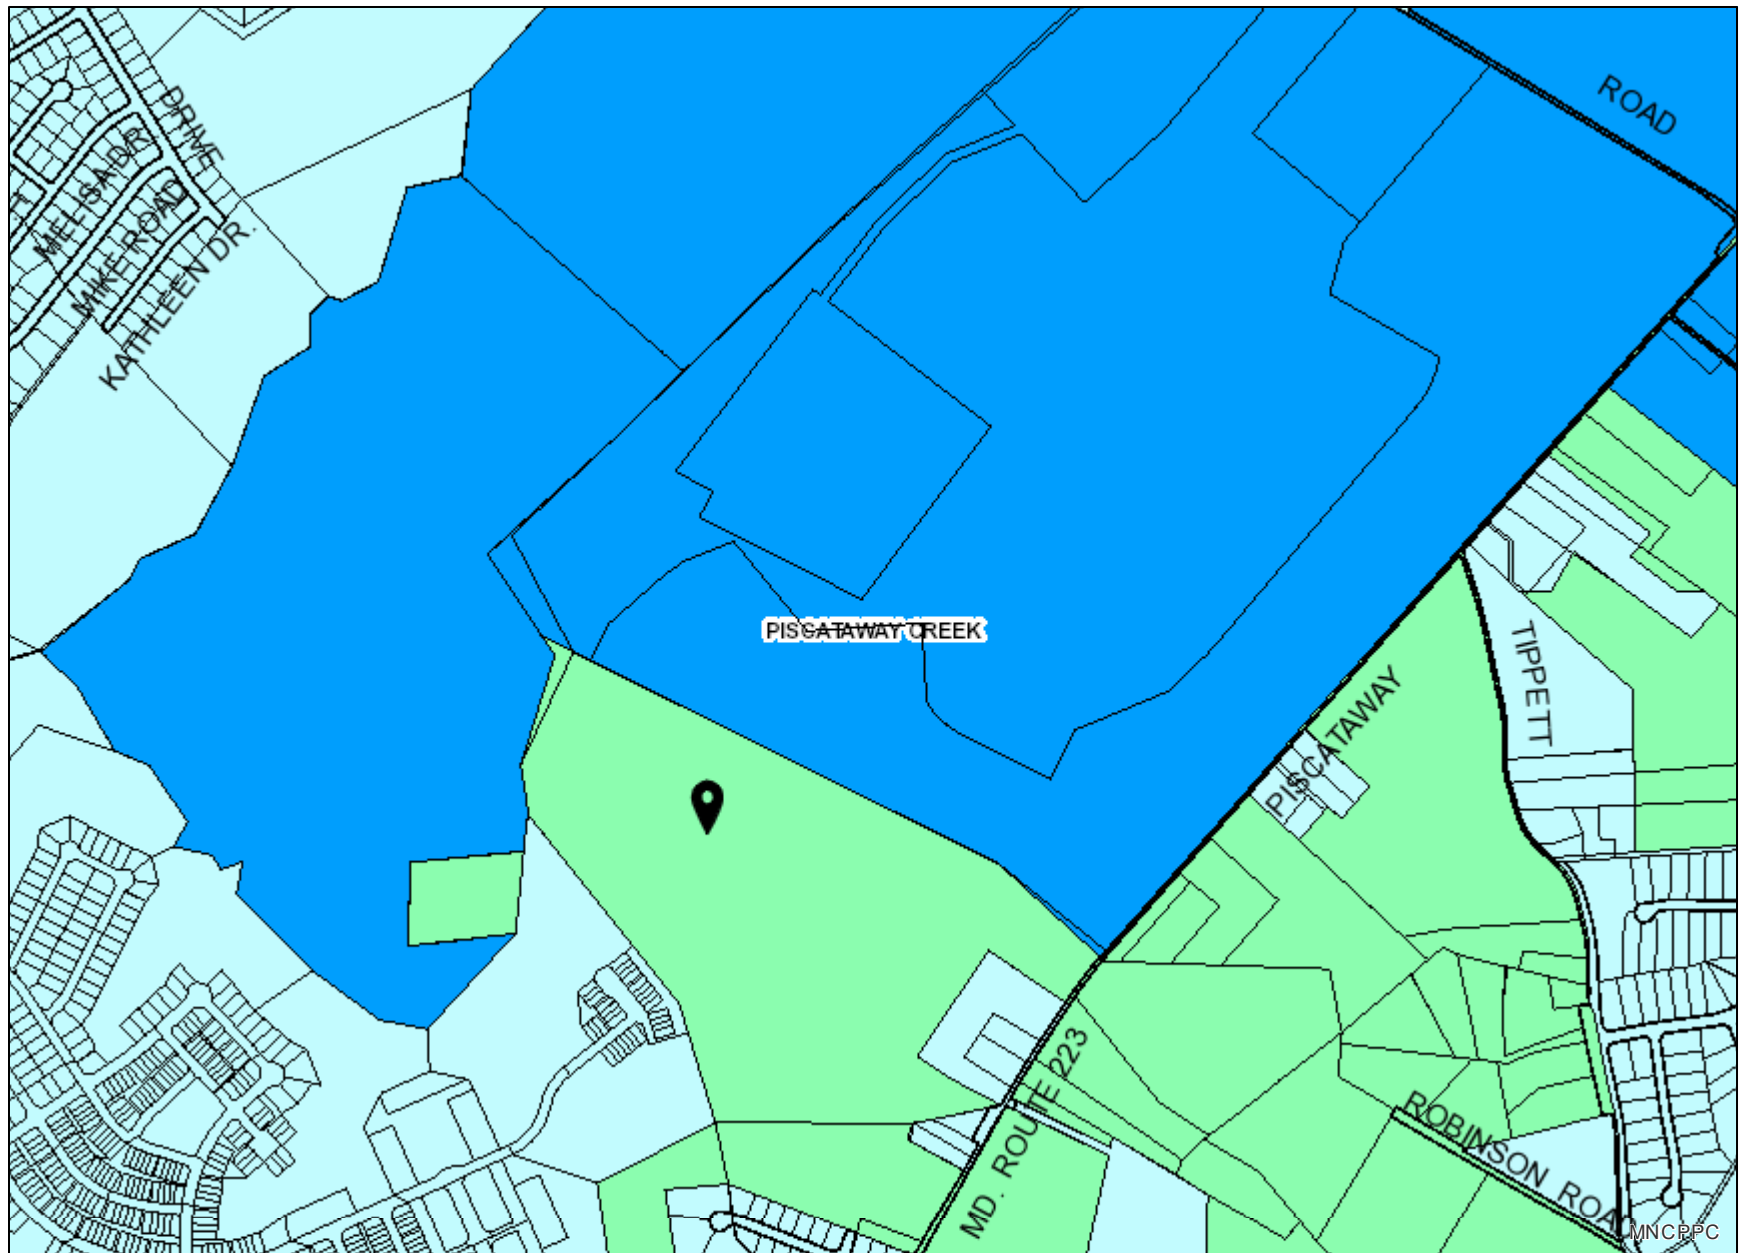 ROAD
DRIVE
MELISA DR.
MIKE ROAD
KATHLEEN DR.
PISCATAWAY CREEK
TIPPETT
PISCATAWAY
MD. ROUTE 223
ROBINSON ROAD
MNCPPC